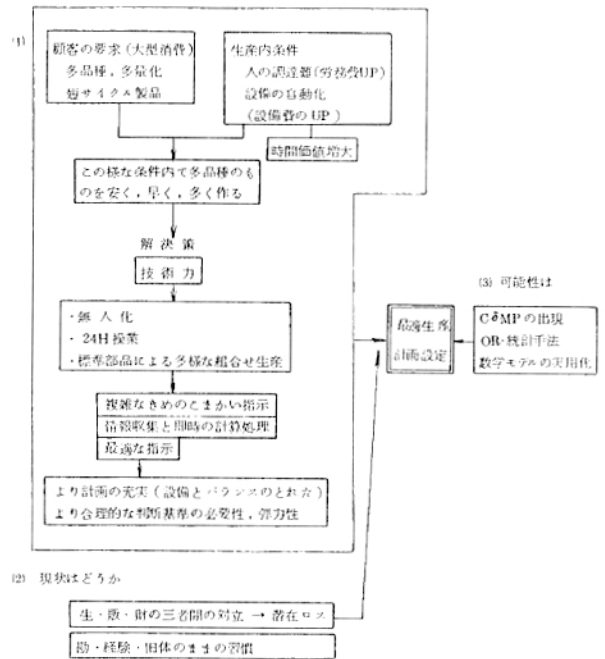 (1)
顧客の要求(大型消費)
多品種,多量化
短サイクル製品
生産内条件
人の調達難(労務費UP)
設備の自動化
(設備費のUP)
時間価値増大
この様な条件内で多品種のも
のを安く,早く,多く作る
解決策
技術力
・無人化
・24H操業
・標準部品による多様な組合せ生産
複雑なきめのこまかい指示
情報収集と即時の計算処理
最適な指示
より計画の充実(設備とバランスのとれた)
より合理的な判断基準の必要性,弾力性
(3) 可能性は
最適生産
計画設定
COMPの出現
OR・統計手法
数学モデルの実用化
(2) 現状はどうか
生・販・財の三者間の対立 → 潜在ロス
勘・経験・旧体のままの習慣